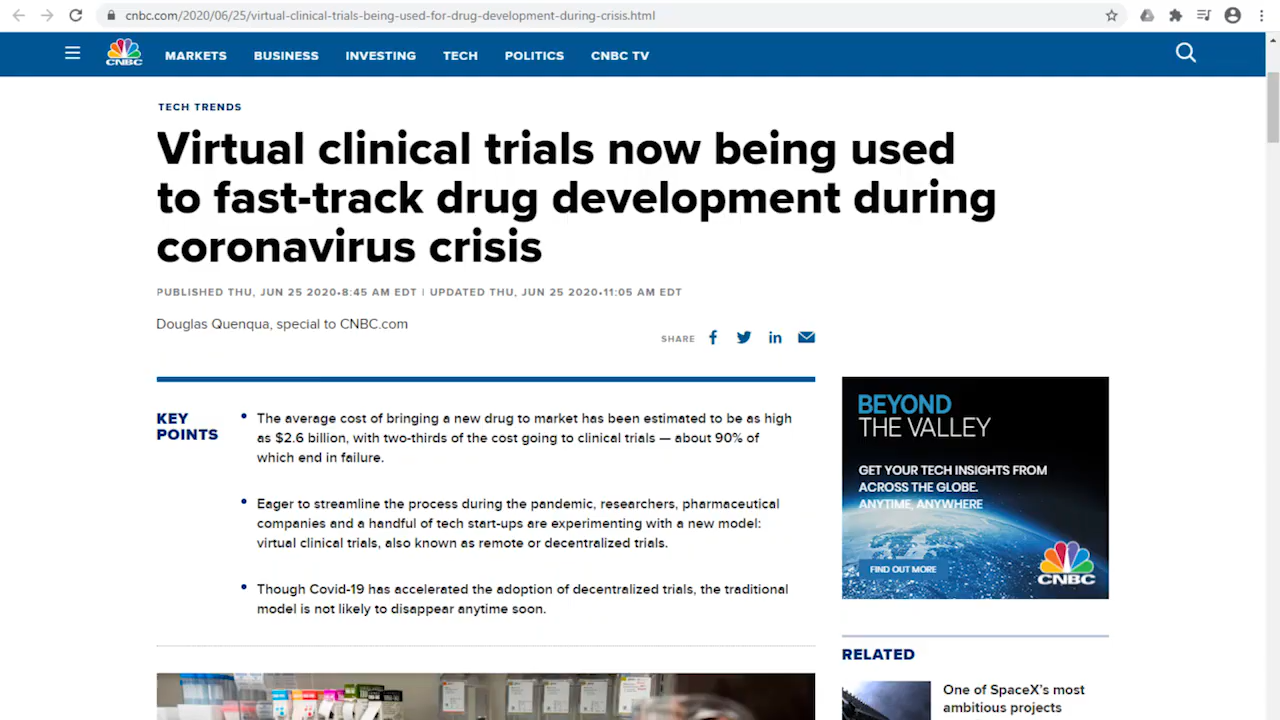 cnbc.com/2020/06/25/virtual-clinical-trials-being-used-for-drug-development-during-crisis.html
CNBC
MARKETS BUSINESS INVESTING TECH POLITICS CNBC TV
TECH TRENDS
Virtual clinical trials now being used
to fast-track drug development during
coronavirus crisis
PUBLISHED THU, JUN 25 2020•8:45 AM EDT | UPDATED THU, JUN 25 2020•11:05 AM EDT
Douglas Quenqua, special to CNBC.com
SHARE
KEY
POINTS
The average cost of bringing a new drug to market has been estimated to be as high
as $2.6 billion, with two-thirds of the cost going to clinical trials — about 90% of
which end in failure.
Eager to streamline the process during the pandemic, researchers, pharmaceutical
companies and a handful of tech start-ups are experimenting with a new model:
virtual clinical trials, also known as remote or decentralized trials.
Though Covid-19 has accelerated the adoption of decentralized trials, the traditional
model is not likely to disappear anytime soon.
BEYOND
THE VALLEY
GET YOUR TECH INSIGHTS FROM
ACROSS THE GLOBE.
ANYTIME, ANYWHERE
FIND OUT MORE
CNBC
RELATED
One of SpaceX's most
ambitious projects